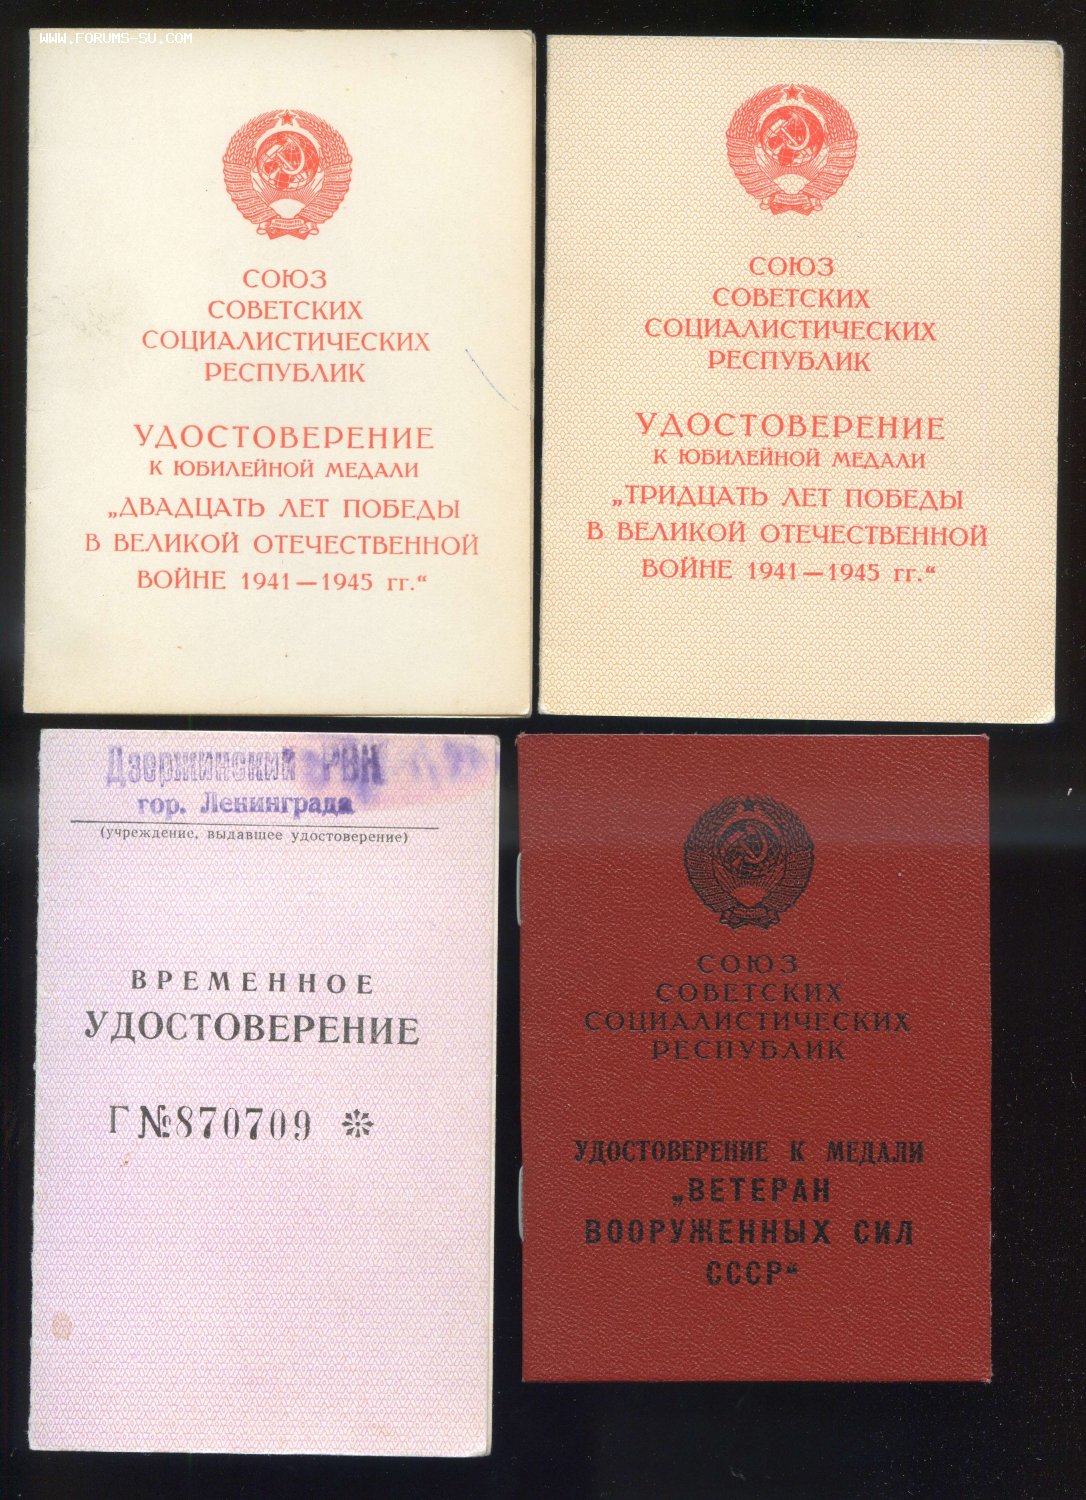 WWW.FORUMS-SU.COM
СОЮЗ
СОВЕТСКИХ
СОЦИАЛИСТИЧЕСКИХ
РЕСПУБЛИК
УДОСТОВЕРЕНИЕ
К ЮБИЛЕЙНОЙ МЕДАЛИ
„ДВАДЦАТЬ ЛЕТ ПОБЕДЫ
В ВЕЛИКОЙ ОТЕЧЕСТВЕННОЙ
ВОЙНЕ 1941—1945 гг.“
СОЮЗ
СОВЕТСКИХ
СОЦИАЛИСТИЧЕСКИХ
РЕСПУБЛИК
УДОСТОВЕРЕНИЕ
К ЮБИЛЕЙНОЙ МЕДАЛИ
„ТРИДЦАТЬ ЛЕТ ПОБЕДЫ
В ВЕЛИКОЙ ОТЕЧЕСТВЕННОЙ
ВОЙНЕ 1941—1945 гг.“
Дзержинский РВК
гор. Ленинграда
(учреждение, выдавшее удостоверение)
ВРЕМЕННОЕ
УДОСТОВЕРЕНИЕ
Г №870709
СОЮЗ
СОВЕТСКИХ
СОЦИАЛИСТИЧЕСКИХ
РЕСПУБЛИК
УДОСТОВЕРЕНИЕ К МЕДАЛИ
„ВЕТЕРАН
ВООРУЖЕННЫХ СИЛ
СССР“